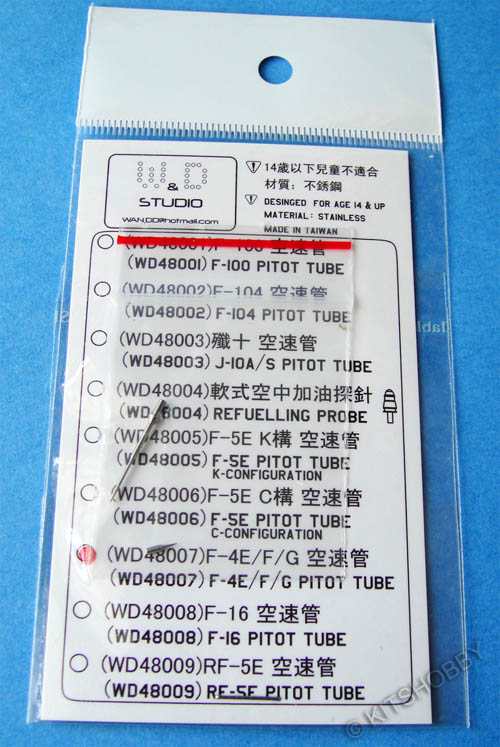 W&D
STUDIO
WAN.DD@hotmail.com
14歲以下兒童不適合
材質：不銹鋼
DESINGED FOR AGE 14 & UP
MATERIAL: STAINLESS
MADE IN TAIWAN
(WD48001)F-100 空速管
(WD48001) F-100 PITOT TUBE
(WD48002)F-104 空速管
(WD48002) F-104 PITOT TUBE
(WD48003)殲十 空速管
(WD48003) J-10A/S PITOT TUBE
(WD48004)軟式空中加油探針
(WD48004) REFUELLING PROBE
(WD48005)F-5E K構 空速管
(WD48005) F-5E PITOT TUBE
K-CONFIGURATION
(WD48006)F-5E C構 空速管
(WD48006) F-5E PITOT TUBE
C-CONFIGURATION
(WD48007)F-4E/F/G 空速管
(WD48007) F-4E/F/G PITOT TUBE
(WD48008)F-16 空速管
(WD48008) F-16 PITOT TUBE
(WD48009)RF-5E 空速管
(WD48009) RF-5E PITOT TUBE
© KITSHOBBY